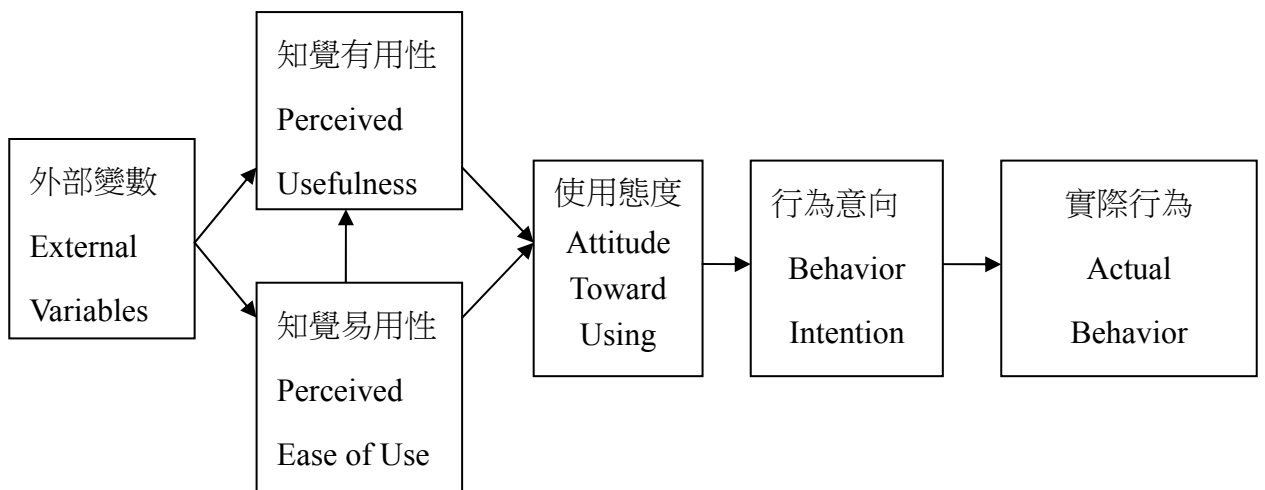 外部變數
External
Variables
知覺有用性
Perceived
Usefulness
知覺易用性
Perceived
Ease of Use
使用態度
Attitude
Toward
Using
行為意向
Behavior
Intention
實際行為
Actual
Behavior